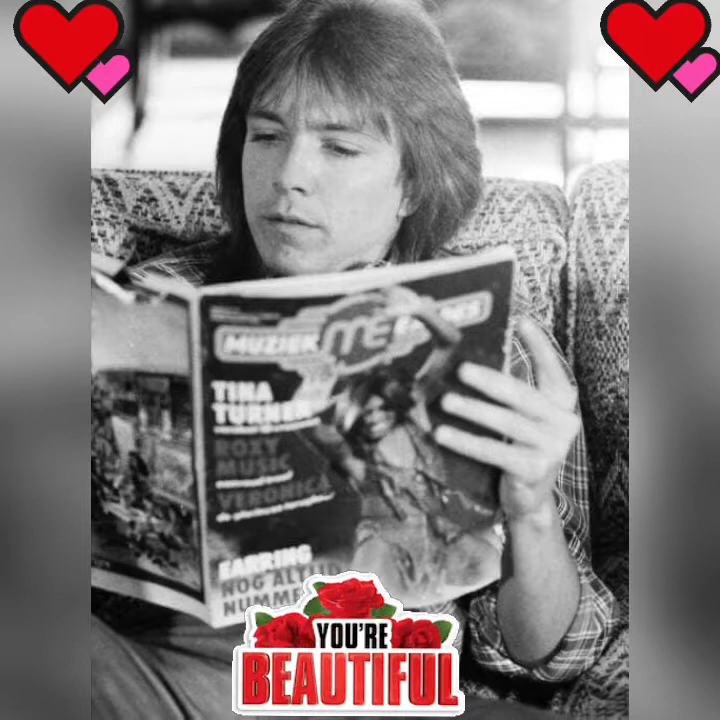 MUZIEK
TINA
TURNER
ROXY
MUSIC
VERONICA
EARRING
NOG ALTIJD
NUMMER
YOU'RE
BEAUTIFUL